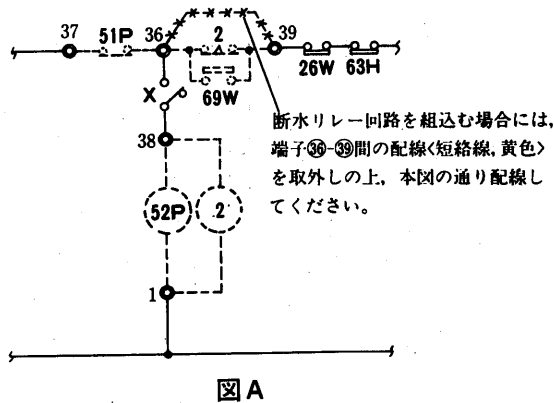 37
51P
36
2
39
26W
63H
69W
X
断水リレー回路を組込む場合には,
端子㊱-㊴間の配線<短絡線,黄色>
を取外しの上,本図の通り配線し
てください。
38
52P
2
1
図A